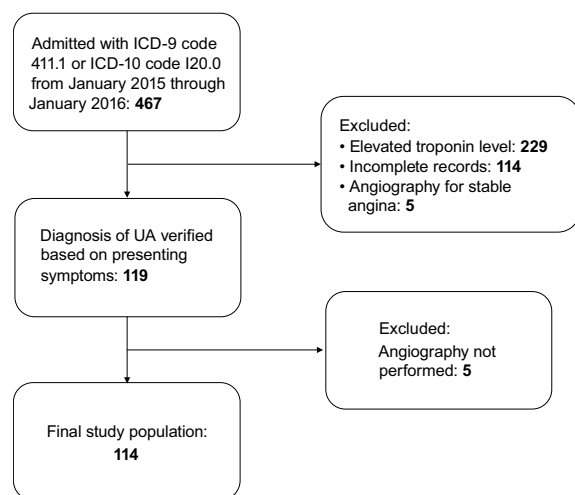 Admitted with ICD-9 code
411.1 or ICD-10 code I20.0
from January 2015 through
January 2016: 467
Excluded:
• Elevated troponin level: 229
• Incomplete records: 114
• Angiography for stable
angina: 5
Diagnosis of UA verified
based on presenting
symptoms: 119
Excluded:
Angiography not
performed: 5
Final study population:
114